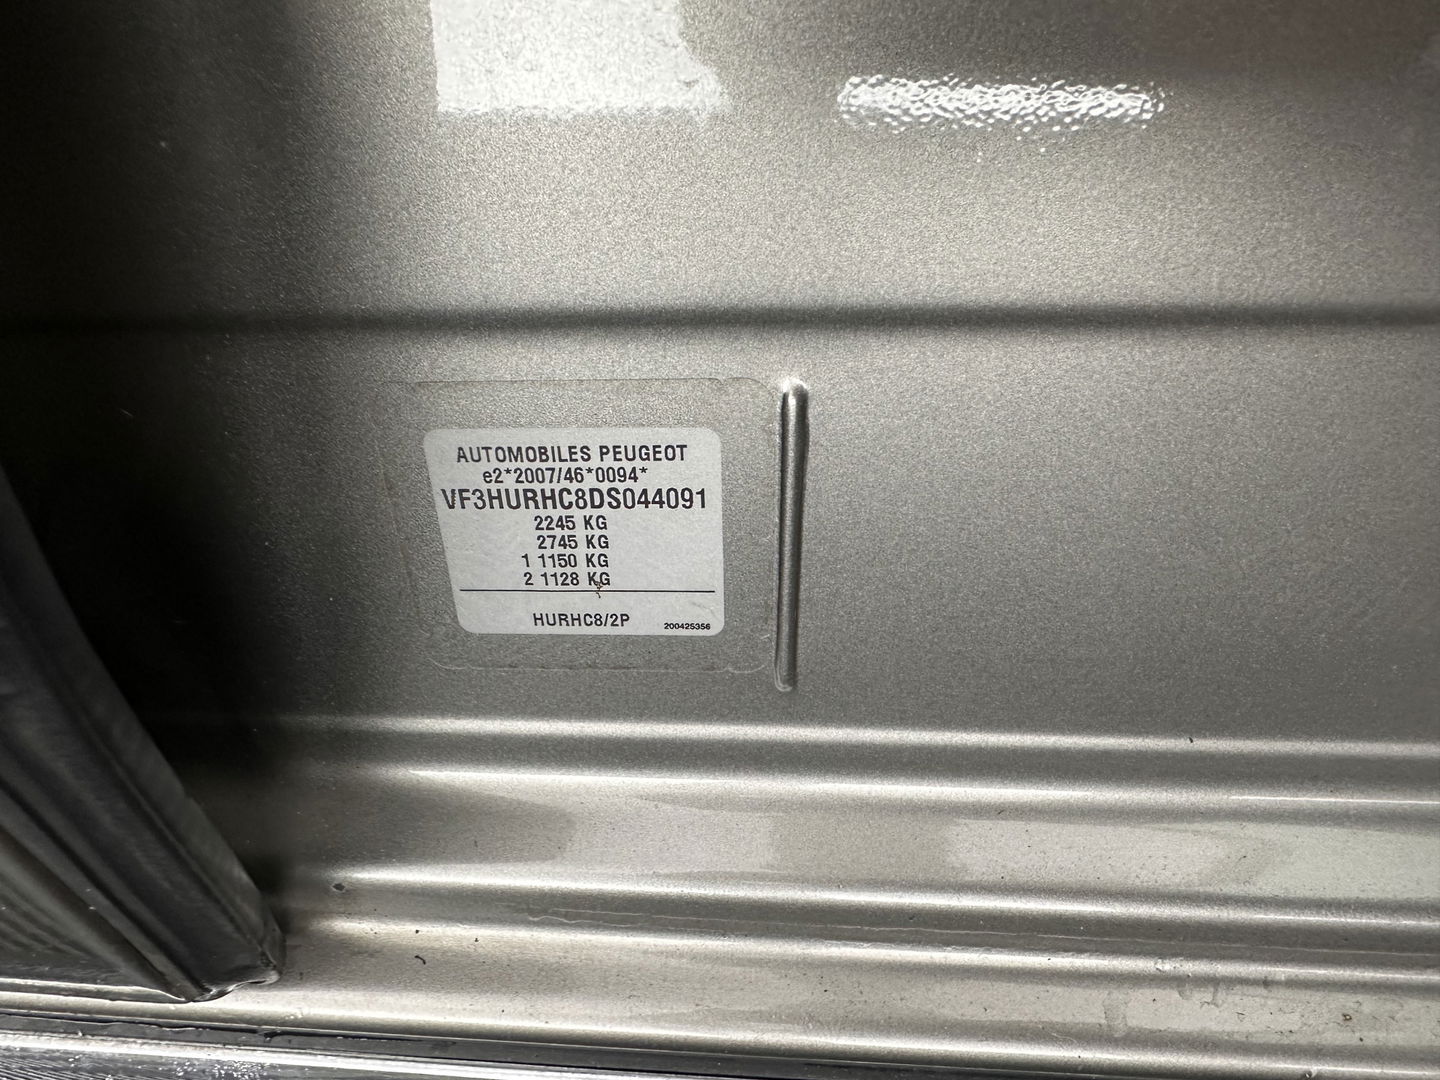 AUTOMOBILES PEUGEOT
e2*2007/46*0094*
VF3HURHC8DS044091
2245 KG
2745 KG
1 1150 KG
2 1128 KG
HURHC8/2P
200425356